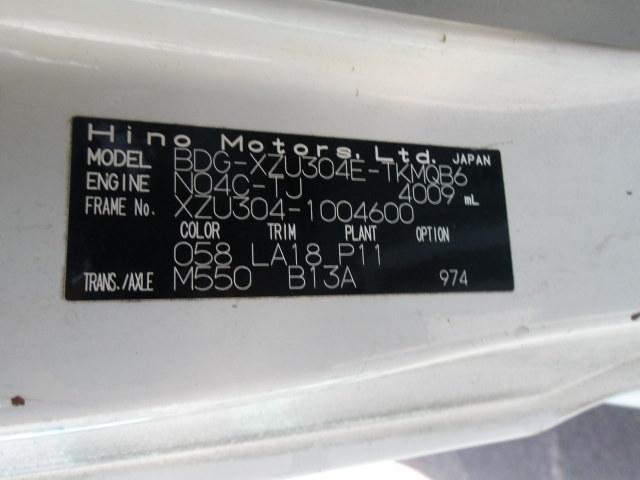 Hino Motors, Ltd. JAPAN
MODEL BDG-XZU304E-TKMQB6
ENGINE N04C-TJ 4009 mL
FRAME No. XZU304-1004600
COLOR TRIM PLANT OPTION
058 LA18 P11
TRANS./AXLE M550 B13A 974